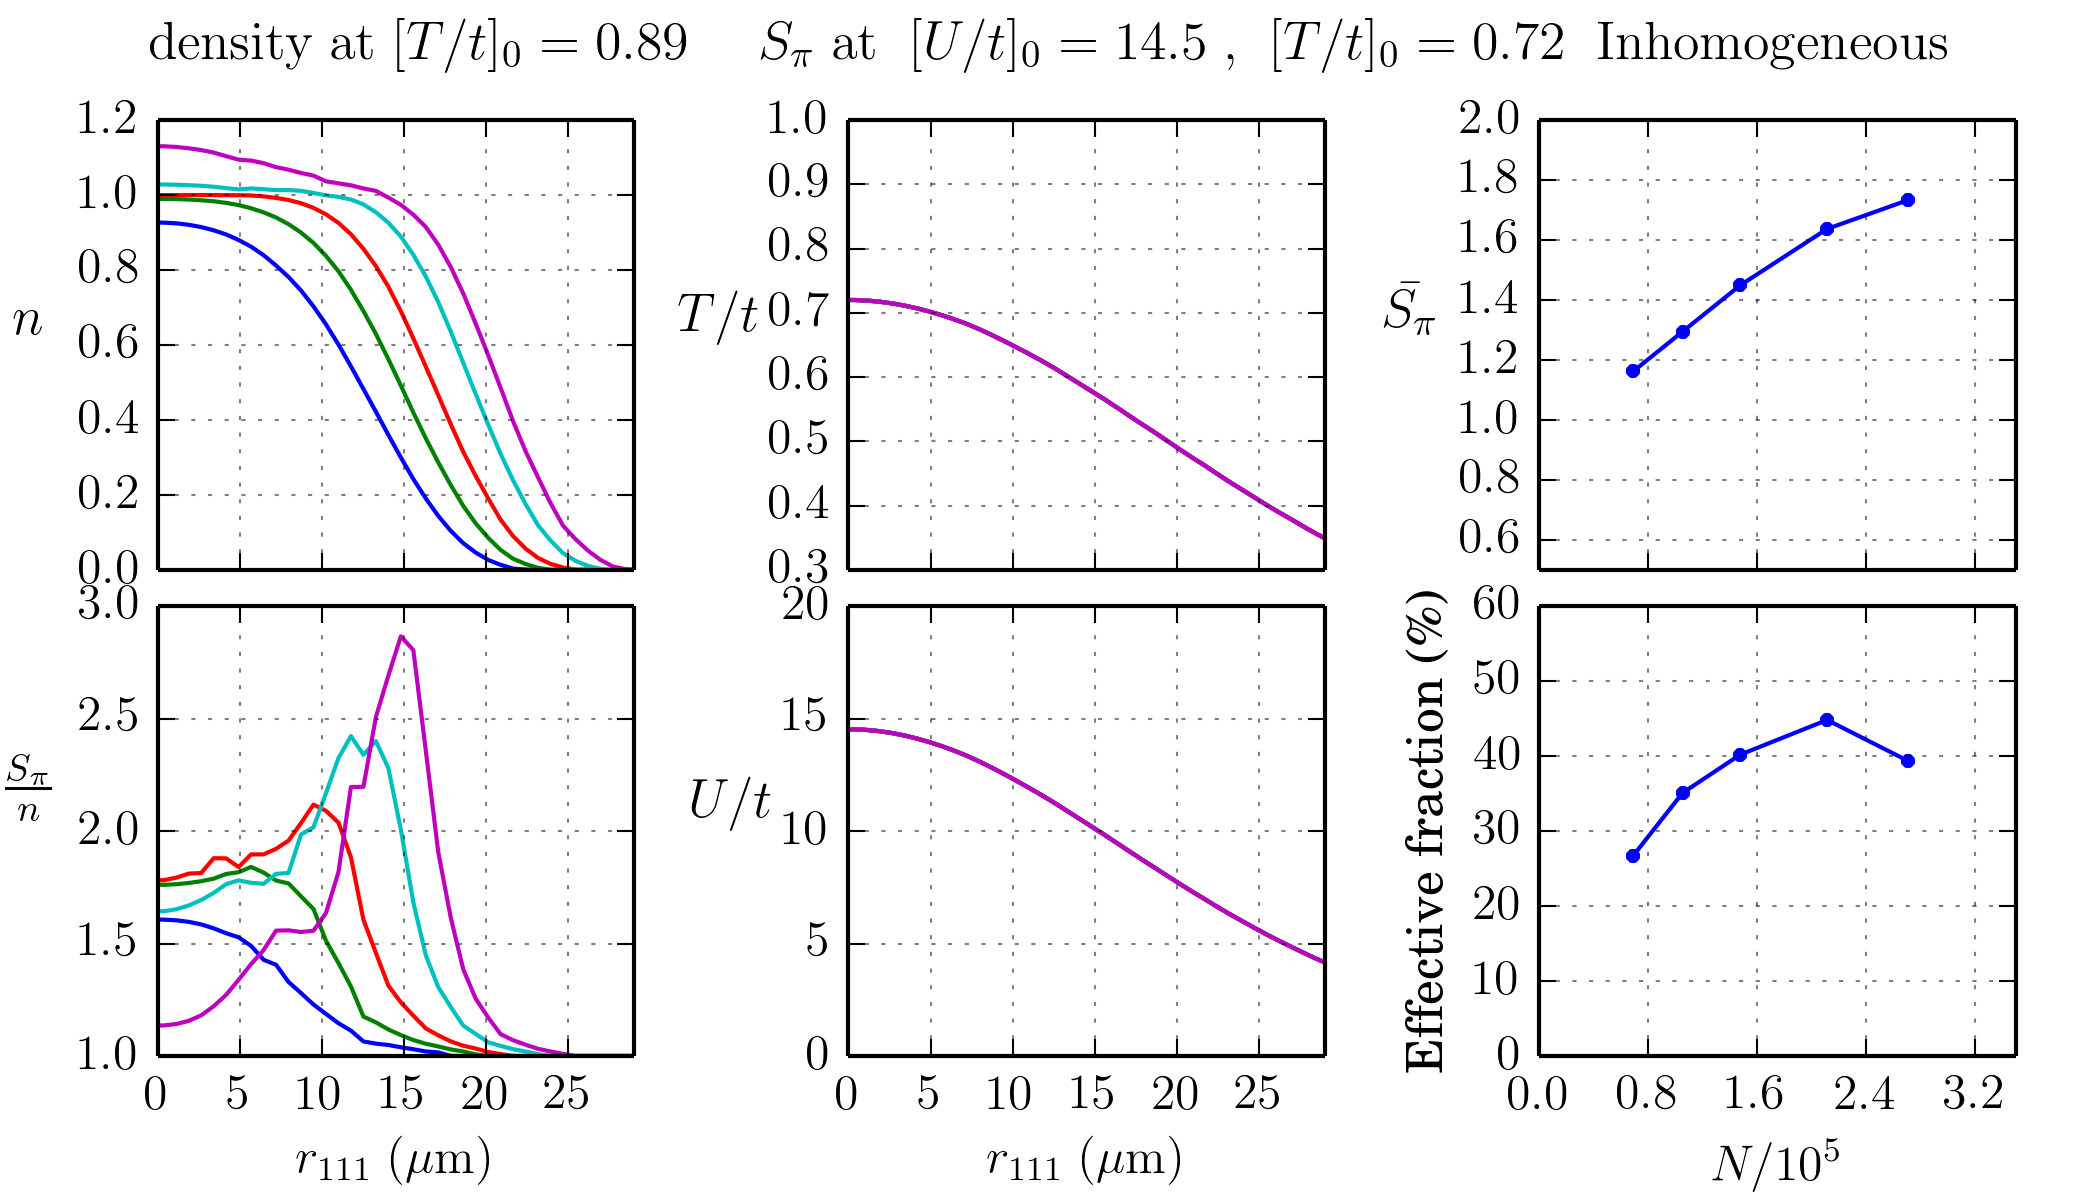 density at [T/t]₀ = 0.89
S_π at [U/t]₀ = 14.5 , [T/t]₀ = 0.72
Inhomogeneous
1.2
1.0
0.8
0.6
0.4
0.2
0.0
n
1.0
0.9
0.8
0.7
0.6
0.5
0.4
0.3
T/t
2.0
1.8
1.6
1.4
1.2
1.0
0.8
0.6
S̄_π
3.0
2.5
2.0
1.5
1.0
S_π/n
0 5 10 15 20 25
r₁₁₁ (μm)
20
15
10
5
0
U/t
0 5 10 15 20 25
r₁₁₁ (μm)
60
50
40
30
20
10
0
Effective fraction (%)
0.0 0.8 1.6 2.4 3.2
N/10⁵